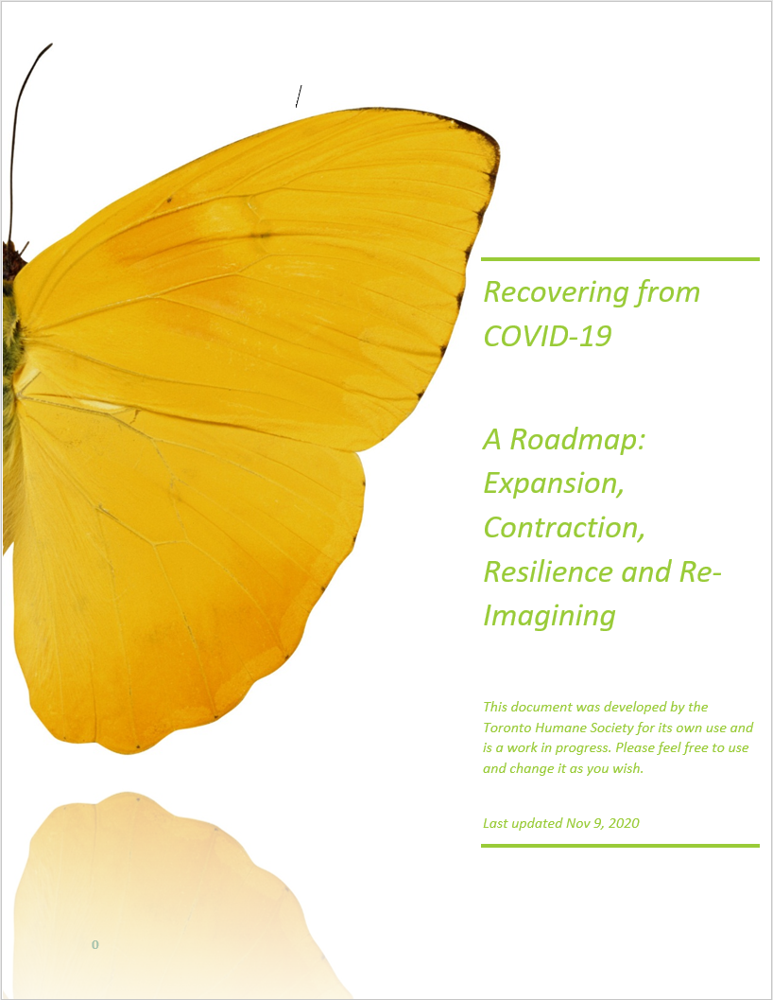 Recovering from
COVID-19
A Roadmap:
Expansion,
Contraction,
Resilience and Re-
Imagining
This document was developed by the
Toronto Humane Society for its own use and
is a work in progress. Please feel free to use
and change it as you wish.
Last updated Nov 9, 2020
0